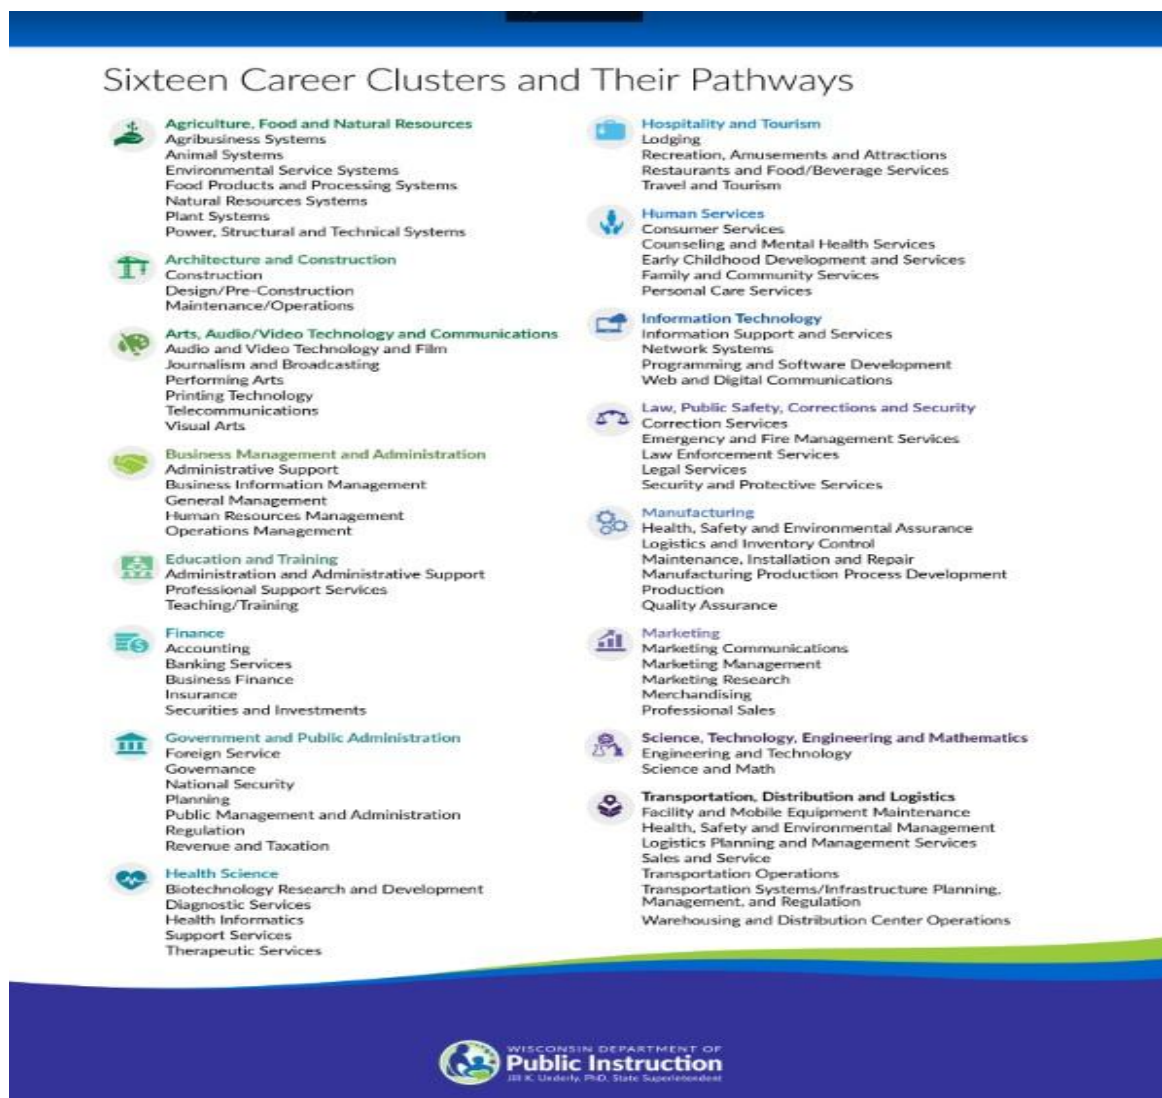 Sixteen Career Clusters and Their Pathways
Agriculture, Food and Natural Resources
Agribusiness Systems
Animal Systems
Environmental Service Systems
Food Products and Processing Systems
Natural Resources Systems
Plant Systems
Power, Structural and Technical Systems
Architecture and Construction
Construction
Design/Pre-Construction
Maintenance/Operations
Arts, Audio/Video Technology and Communications
Audio and Video Technology and Film
Journalism and Broadcasting
Performing Arts
Printing Technology
Telecommunications
Visual Arts
Business Management and Administration
Administrative Support
Business Information Management
General Management
Human Resources Management
Operations Management
Education and Training
Administration and Administrative Support
Professional Support Services
Teaching/Training
Finance
Accounting
Banking Services
Business Finance
Insurance
Securities and Investments
Government and Public Administration
Foreign Service
Governance
National Security
Planning
Public Management and Administration
Regulation
Revenue and Taxation
Health Science
Biotechnology Research and Development
Diagnostic Services
Health Informatics
Support Services
Therapeutic Services
Hospitality and Tourism
Lodging
Recreation, Amusements and Attractions
Restaurants and Food/Beverage Services
Travel and Tourism
Human Services
Consumer Services
Counseling and Mental Health Services
Early Childhood Development and Services
Family and Community Services
Personal Care Services
Information Technology
Information Support and Services
Network Systems
Programming and Software Development
Web and Digital Communications
Law, Public Safety, Corrections and Security
Correction Services
Emergency and Fire Management Services
Law Enforcement Services
Legal Services
Security and Protective Services
Manufacturing
Health, Safety and Environmental Assurance
Logistics and Inventory Control
Maintenance, Installation and Repair
Manufacturing Production Process Development
Production
Quality Assurance
Marketing
Marketing Communications
Marketing Management
Marketing Research
Merchandising
Professional Sales
Science, Technology, Engineering and Mathematics
Engineering and Technology
Science and Math
Transportation, Distribution and Logistics
Facility and Mobile Equipment Maintenance
Health, Safety and Environmental Management
Logistics Planning and Management Services
Sales and Service
Transportation Operations
Transportation Systems/Infrastructure Planning,
Management, and Regulation
Warehousing and Distribution Center Operations
WISCONSIN DEPARTMENT OF
Public Instruction
Jill K. Underly, PhD, State Superintendent